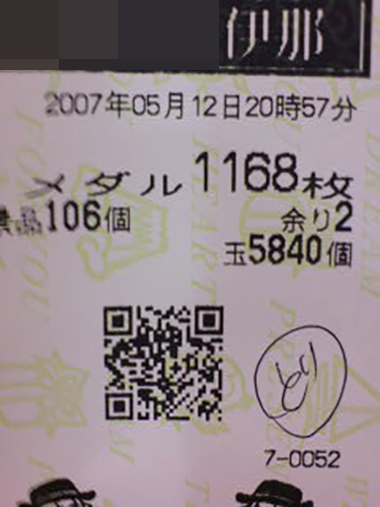 伊那
2007年05月12日20時57分
メダル1168枚
景品106個 余り2
玉5840個
とり
7-0052